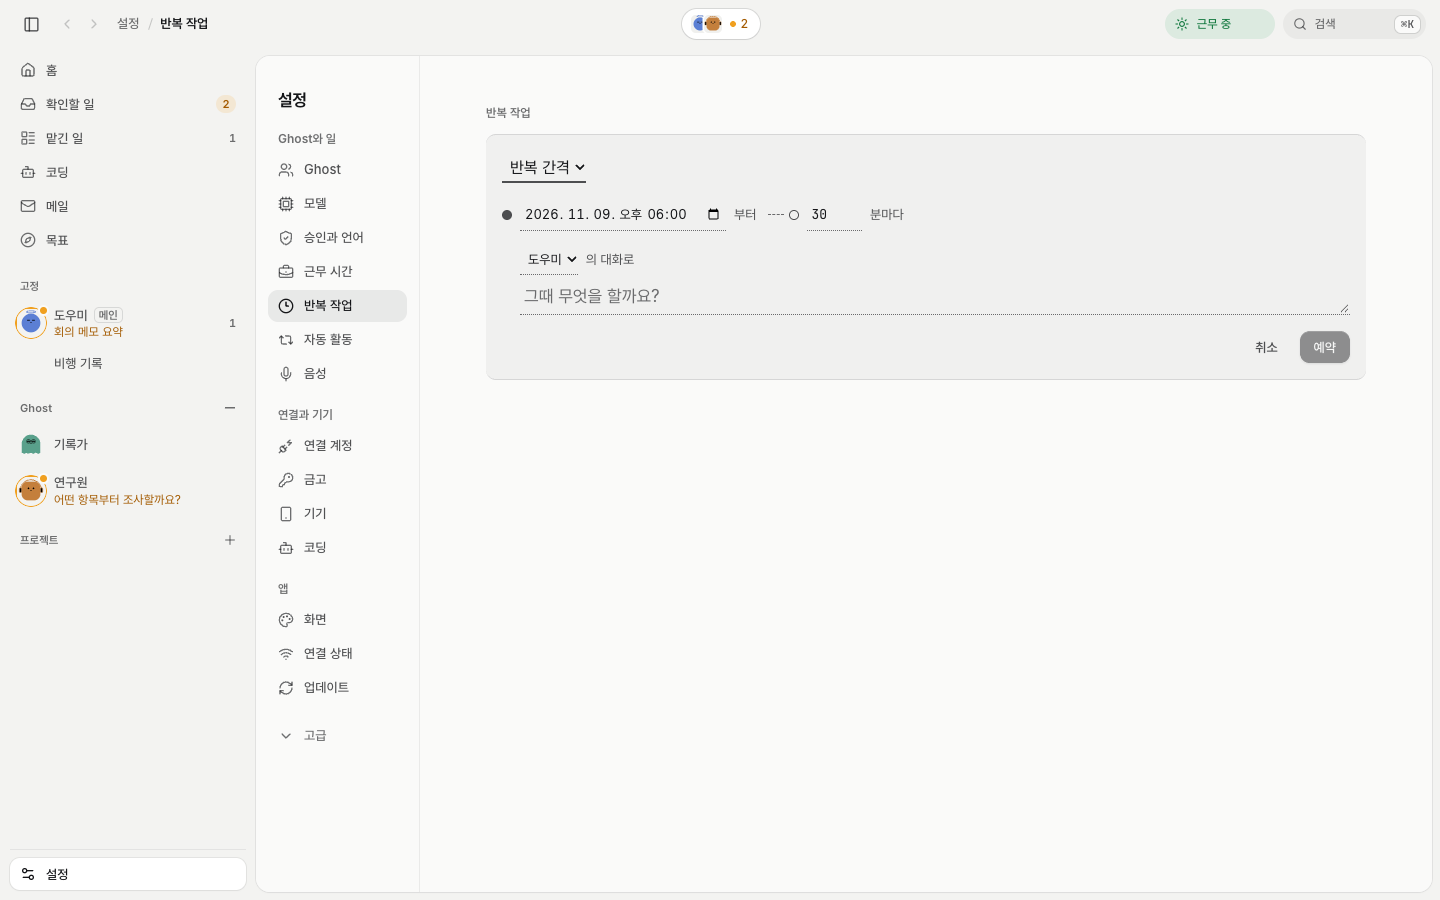 설정 / 반복 작업
2
근무 중
검색
⌘K
홈
확인할 일
2
맡긴 일
1
코딩
메일
목표
고정
도우미 메인
회의 메모 요약
1
비행 기록
Ghost
기록가
연구원
어떤 항목부터 조사할까요?
프로젝트
설정
설정
Ghost와 일
Ghost
모델
승인과 언어
근무 시간
반복 작업
자동 활동
음성
연결과 기기
연결 계정
금고
기기
코딩
앱
화면
연결 상태
업데이트
고급
반복 작업
반복 간격
2026. 11. 09. 오후 06:00 부터 30 분마다
도우미 의 대화로
그때 무엇을 할까요?
취소
예약